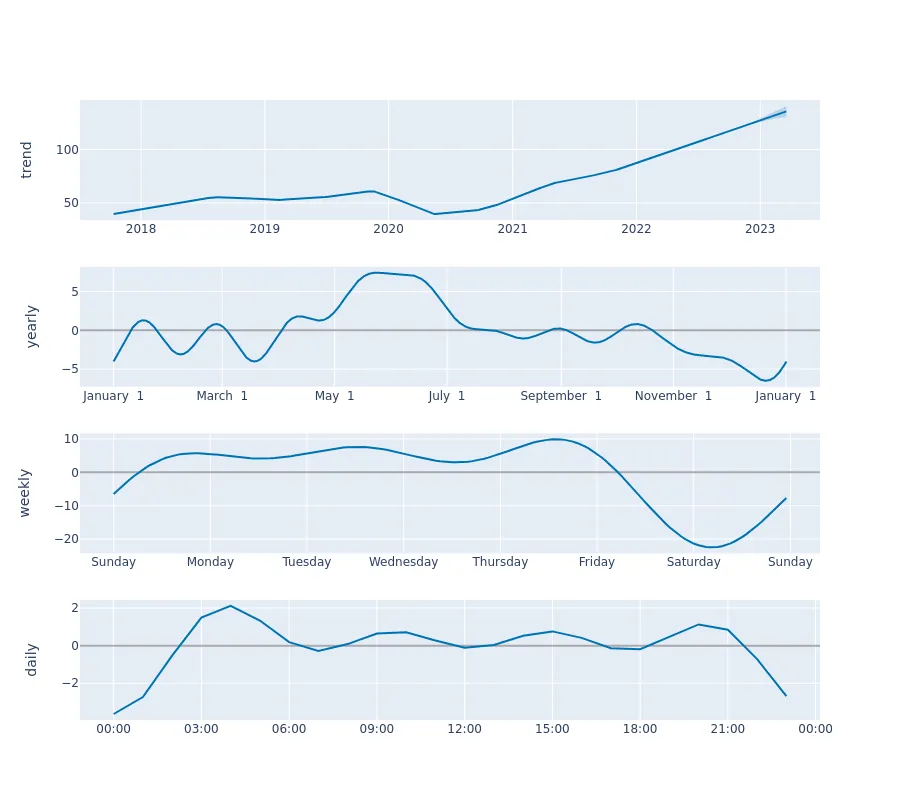 trend
100
50
2018 2019 2020 2021 2022 2023
yearly
5
0
−5
January 1 March 1 May 1 July 1 September 1 November 1 January 1
weekly
10
0
−10
−20
Sunday Monday Tuesday Wednesday Thursday Friday Saturday Sunday
daily
2
0
−2
00:00 03:00 06:00 09:00 12:00 15:00 18:00 21:00 00:00